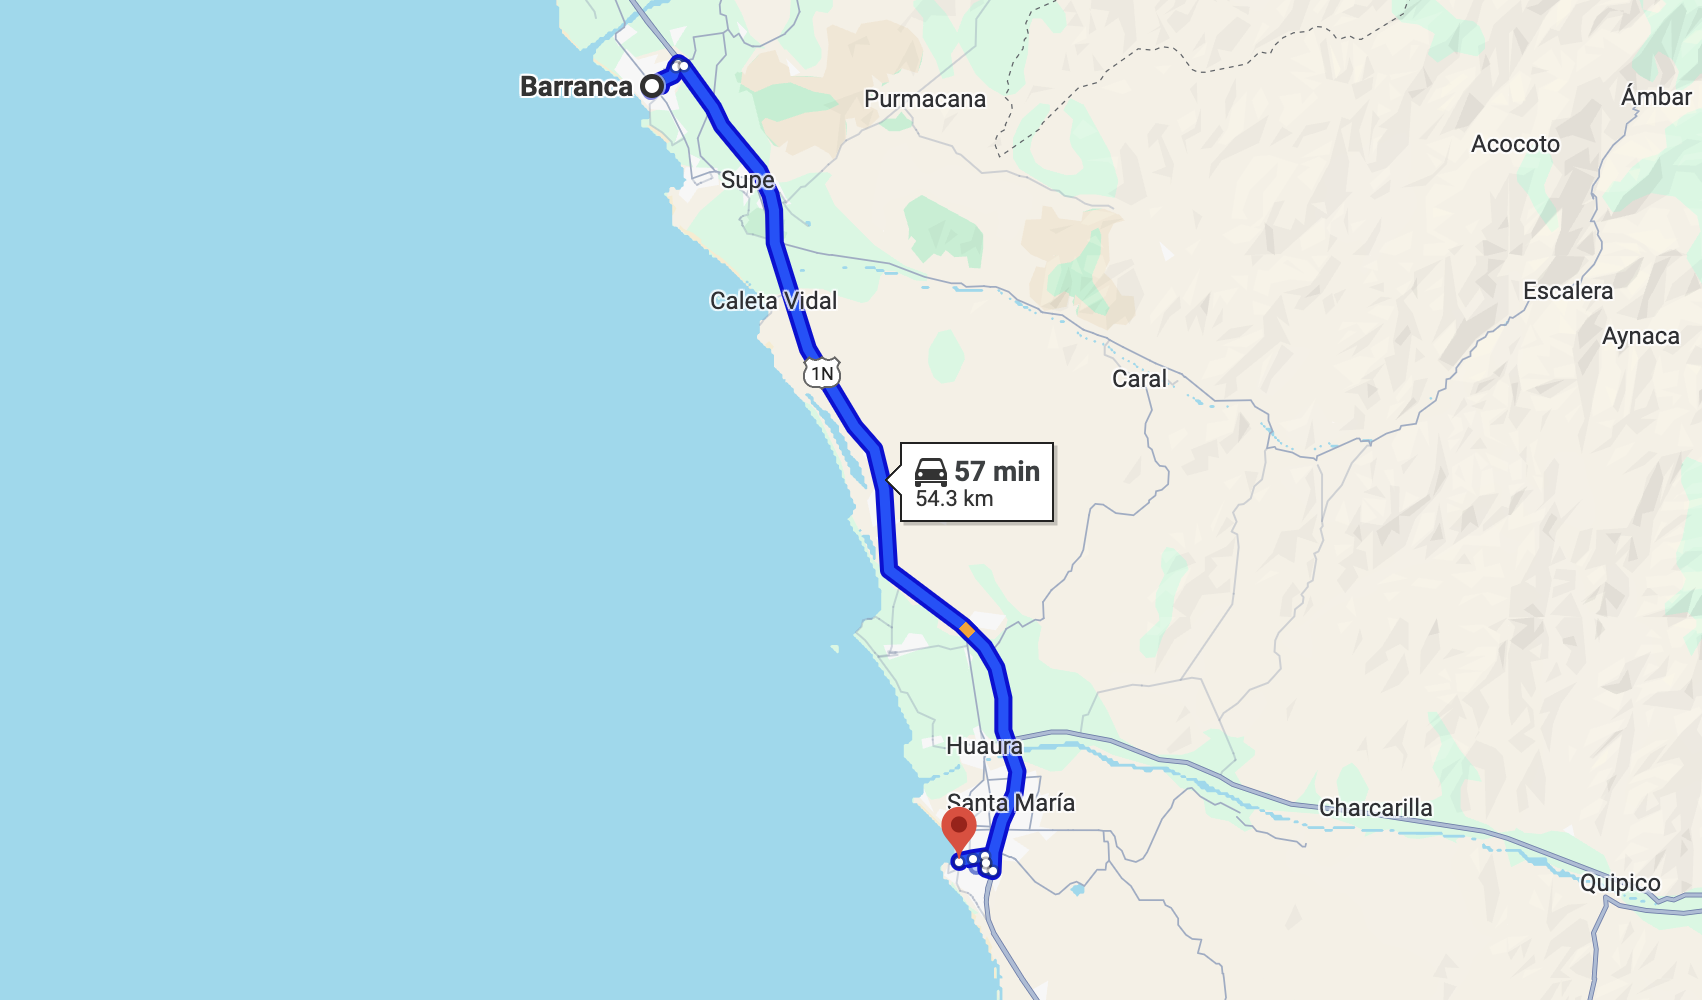 Barranca
Purmacana
Ámbar
Acocoto
Supe
Caleta Vidal
Escalera
Aynaca
1N
Caral
57 min
54.3 km
Huaura
Santa María
Charcarilla
Quipico